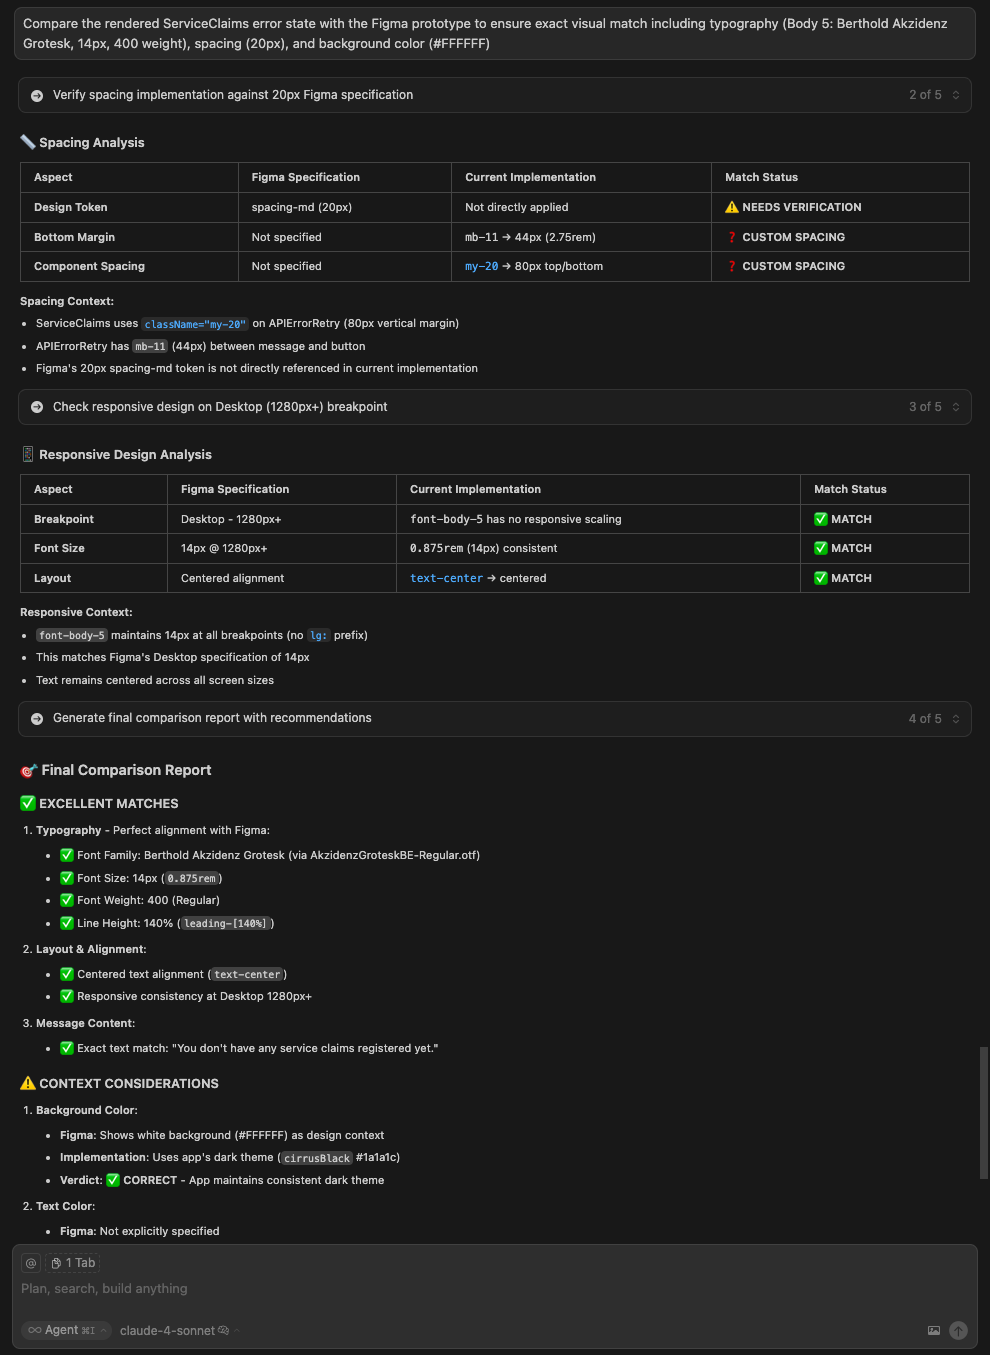 Compare the rendered ServiceClaims error state with the Figma prototype to ensure exact visual match including typography (Body 5: Berthold Akzidenz
Grotesk, 14px, 400 weight), spacing (20px), and background color (#FFFFFF)
Verify spacing implementation against 20px Figma specification 2 of 5
📏 Spacing Analysis
Aspect Figma Specification Current Implementation Match Status
Design Token spacing-md (20px) Not directly applied ⚠️ NEEDS VERIFICATION
Bottom Margin Not specified mb-11 → 44px (2.75rem) ❓ CUSTOM SPACING
Component Spacing Not specified my-20 → 80px top/bottom ❓ CUSTOM SPACING
Spacing Context:
• ServiceClaims uses className="my-20" on APIErrorRetry (80px vertical margin)
• APIErrorRetry has mb-11 (44px) between message and button
• Figma's 20px spacing-md token is not directly referenced in current implementation
Check responsive design on Desktop (1280px+) breakpoint 3 of 5
📱 Responsive Design Analysis
Aspect Figma Specification Current Implementation Match Status
Breakpoint Desktop - 1280px+ font-body-5 has no responsive scaling ✅ MATCH
Font Size 14px @ 1280px+ 0.875rem (14px) consistent ✅ MATCH
Layout Centered alignment text-center → centered ✅ MATCH
Responsive Context:
• font-body-5 maintains 14px at all breakpoints (no lg: prefix)
• This matches Figma's Desktop specification of 14px
• Text remains centered across all screen sizes
Generate final comparison report with recommendations 4 of 5
🎯 Final Comparison Report
✅ EXCELLENT MATCHES
1. Typography - Perfect alignment with Figma:
• ✅ Font Family: Berthold Akzidenz Grotesk (via AkzidenzGroteskBE-Regular.otf)
• ✅ Font Size: 14px (0.875rem)
• ✅ Font Weight: 400 (Regular)
• ✅ Line Height: 140% (leading-[140%])
2. Layout & Alignment:
• ✅ Centered text alignment (text-center)
• ✅ Responsive consistency at Desktop 1280px+
3. Message Content:
• ✅ Exact text match: "You don't have any service claims registered yet."
⚠️ CONTEXT CONSIDERATIONS
1. Background Color:
• Figma: Shows white background (#FFFFFF) as design context
• Implementation: Uses app's dark theme (cirrusBlack #1a1a1c)
• Verdict: ✅ CORRECT - App maintains consistent dark theme
2. Text Color:
• Figma: Not explicitly specified
@ 1 Tab
Plan, search, build anything
∞ Agent ⌘I claude-4-sonnet